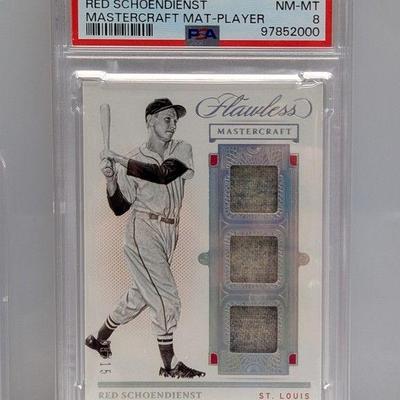 RED SCHOENDIENST NM-MT
MASTERCRAFT MAT-PLAYER 8
PSA 97852000
Flawless
MASTERCRAFT
RED SCHOENDIENST ST. LOUIS